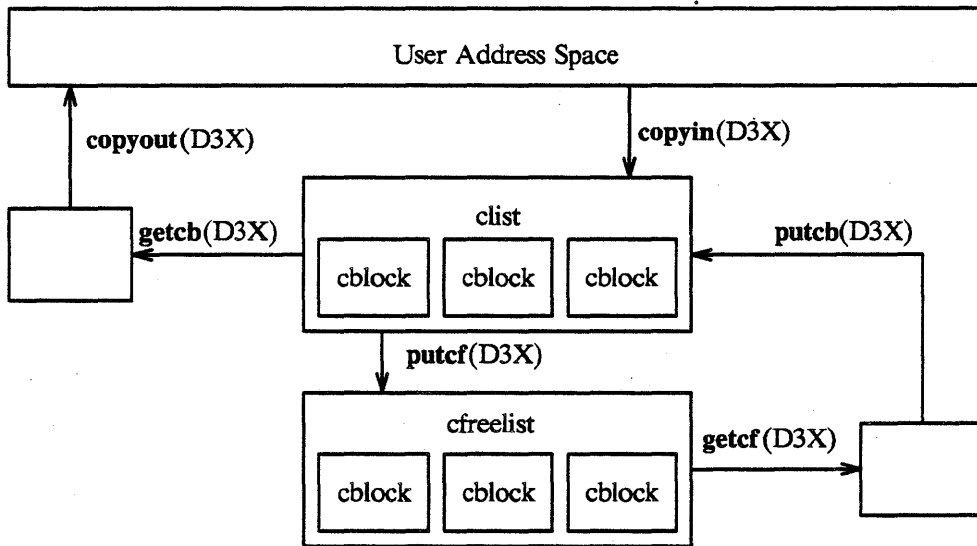 User Address Space
copyout(D3X)
copyin(D3X)
clist
getcb(D3X)
putcb(D3X)
cblock
cblock
cblock
putcf(D3X)
cfreelist
getcf(D3X)
cblock
cblock
cblock